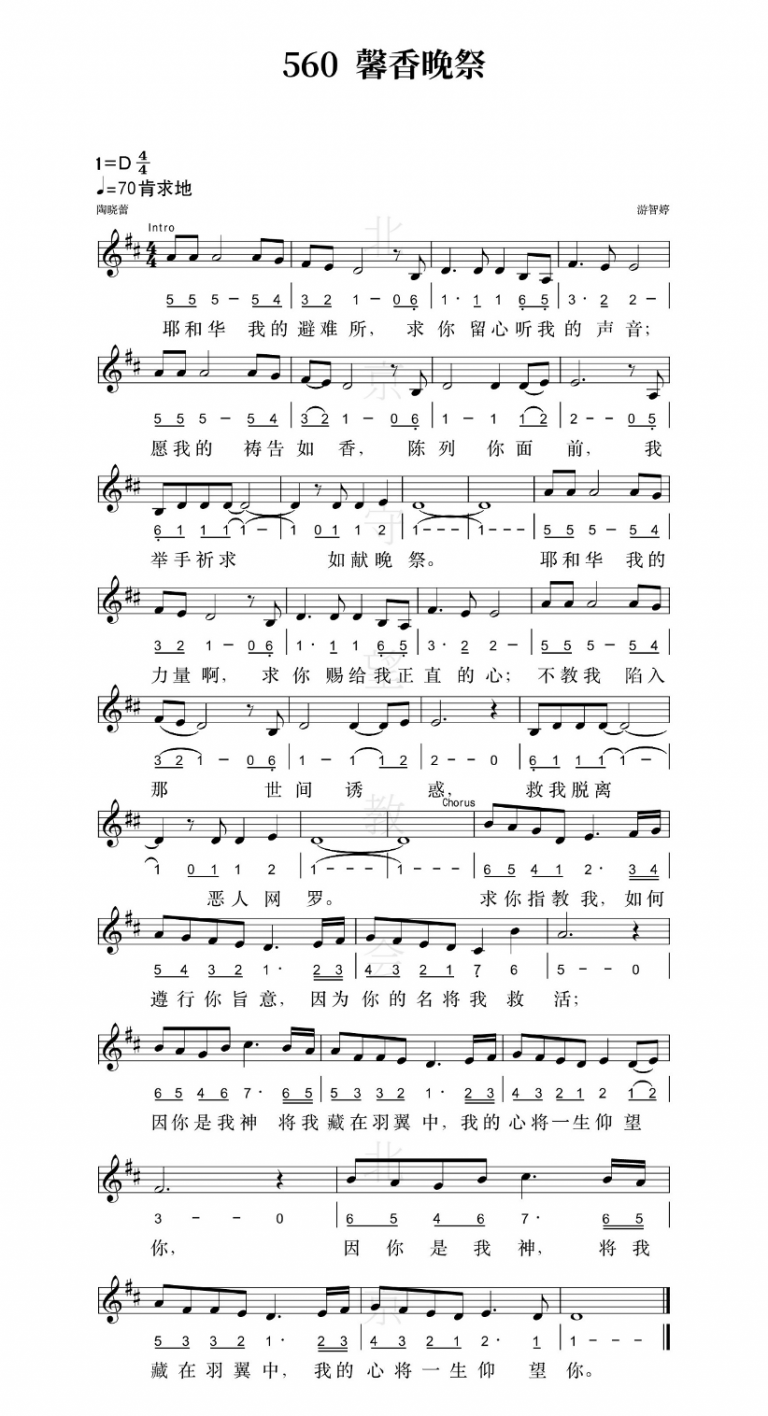 560 馨香晚祭
1=D 4/4
♩=70 肯求地
陶晓蕾 游智婷
Intro
5 5 5 - 5 4 | 3 2 1 - 0 6 | 1 · 1 1 6 5 | 3 · 2 2 - |
耶和华 我的避难所， 求你留心听我的声音；
5 5 5 - 5 4 | 3 2 1 - 0 6 | 1 - 1 1 2 | 2 - - 0 5 |
愿我的 祷告如香， 陈列你面前， 我
6 1 1 1 1 - | 1 0 1 1 2 | 1 - - - | 1 - - - | 5 5 5 - 5 4 |
举手祈求 如献晚祭。 耶和华 我的
3 2 1 - 0 6 | 1 · 1 1 6 5 | 3 · 2 2 - | 5 5 5 - 5 4 |
力量啊， 求你赐给我正直的心； 不教我 陷入
3 2 1 - 0 6 | 1 - 1 1 2 | 2 - - 0 | 6 1 1 1 1 - |
那 世间诱惑， 救我脱离
Chorus
1 0 1 1 2 | 1 - - - | 1 - - - | 6 5 4 1 2 · 3 4 |
恶人网罗。 求你指教我，如何
5 4 3 2 1 · 2 3 | 4 3 2 1 7 6 | 5 - - 0 |
遵行你旨意， 因为你的名将我救活；
6 5 4 6 7 · 6 5 | 5 3 3 2 1 · 2 3 | 4 3 2 1 2 1 2 |
因你是我神 将我藏在羽翼中，我的心将一生仰望
3 - - 0 | 6 5 4 6 7 · 6 5 |
你， 因你是我神， 将我
5 3 3 2 1 · 2 3 | 4 3 2 1 2 · 1 | 1 - - - |
藏在羽翼中， 我的心将一生仰望你。
北京守望教会北京